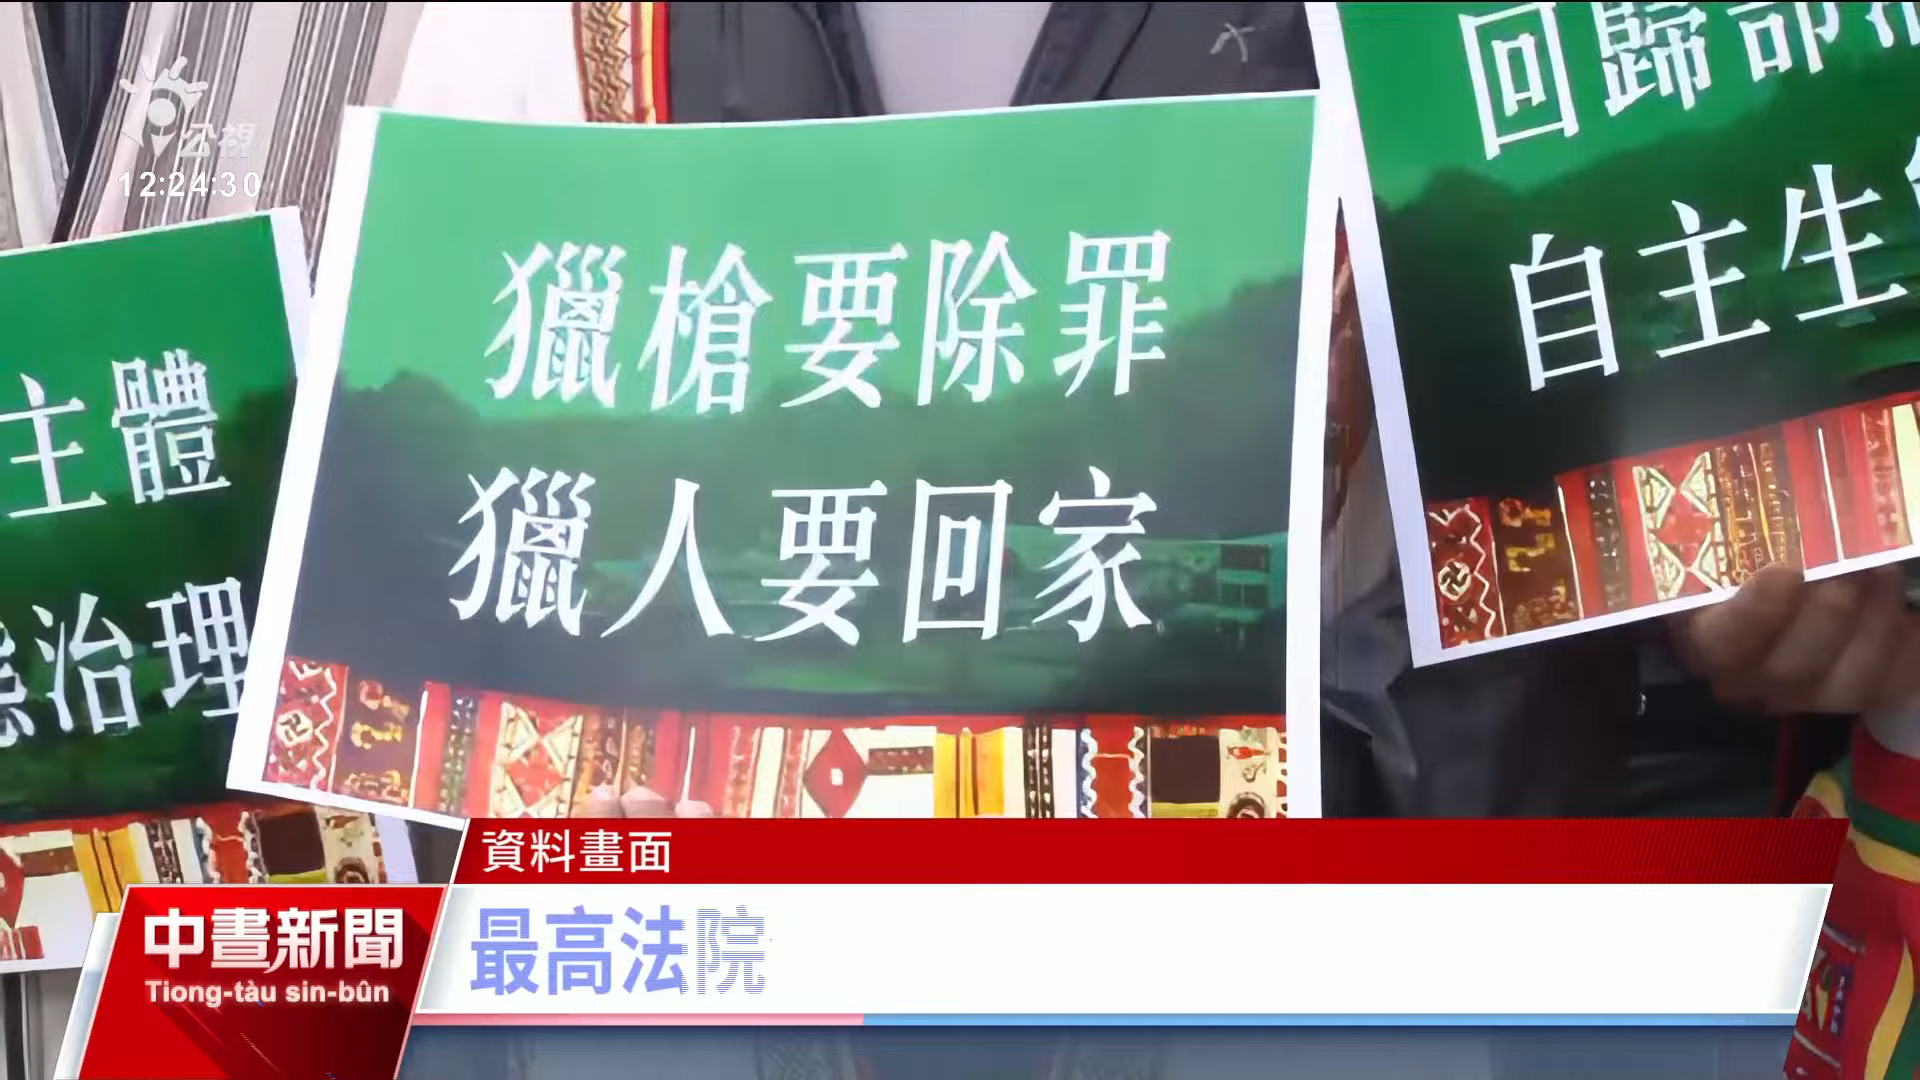 公視
12:24:30
主體
治理
獵槍要除罪
獵人要回家
回歸部
自主生
資料畫面
最高法院
中晝新聞
Tiong-tàu sin-bûn